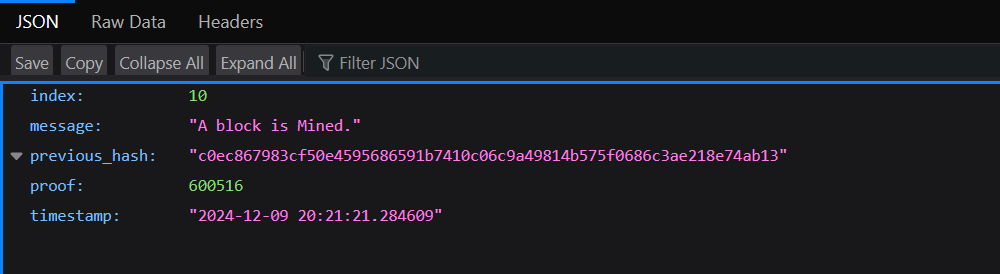 JSON Raw Data Headers
Save Copy Collapse All Expand All Filter JSON
index: 10
message: "A block is Mined."
previous_hash: "c0ec867983cf50e4595686591b7410c06c9a49814b575f0686c3ae218e74ab13"
proof: 600516
timestamp: "2024-12-09 20:21:21.284609"